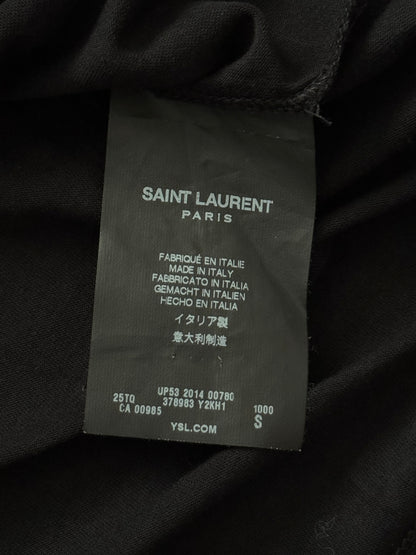 SAINT LAURENT
PARIS
FABRIQUÉ EN ITALIE
MADE IN ITALY
FABBRICATO IN ITALIA
GEMACHT IN ITALIEN
HECHO EN ITALIA
イタリア製
意大利制造
UP53 2014 00780
25TQ 378983 Y2KH1 1000
CA 00985 S
YSL.COM